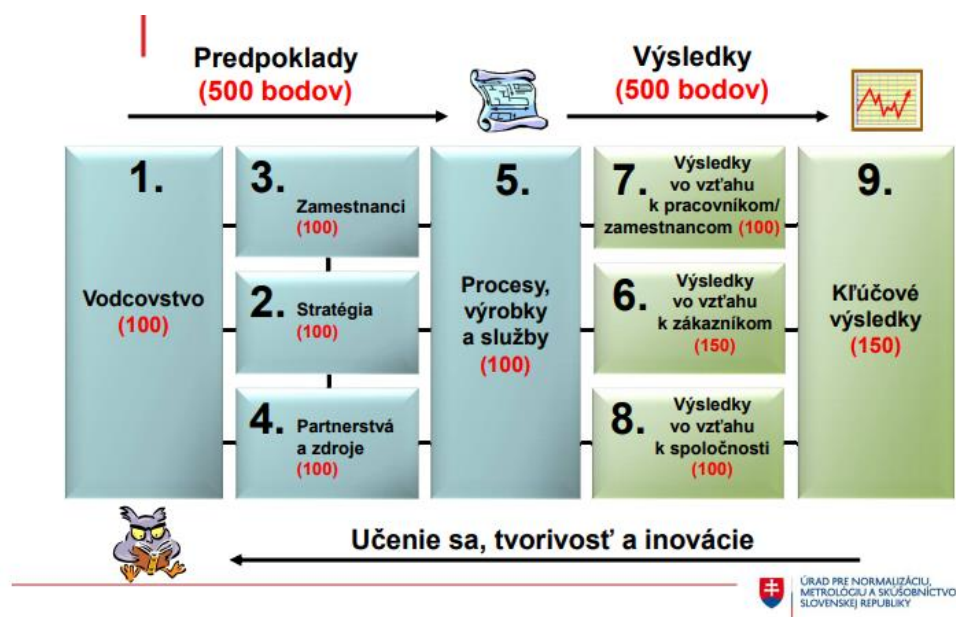 Predpoklady
(500 bodov)
Výsledky
(500 bodov)
1.
Vodcovstvo
(100)
3.
Zamestnanci
(100)
2.
Stratégia
(100)
4.
Partnerstvá
a zdroje
(100)
5.
Procesy,
výrobky
a služby
(100)
7.
Výsledky
vo vzťahu
k pracovníkom/
zamestnancom (100)
6.
Výsledky
vo vzťahu
k zákazníkom
(150)
8.
Výsledky
vo vzťahu
k spoločnosti
(100)
9.
Kľúčové
výsledky
(150)
Učenie sa, tvorivosť a inovácie
ÚRAD PRE NORMALIZÁCIU,
METROLÓGIU A SKÚŠOBNÍCTVO
SLOVENSKEJ REPUBLIKY